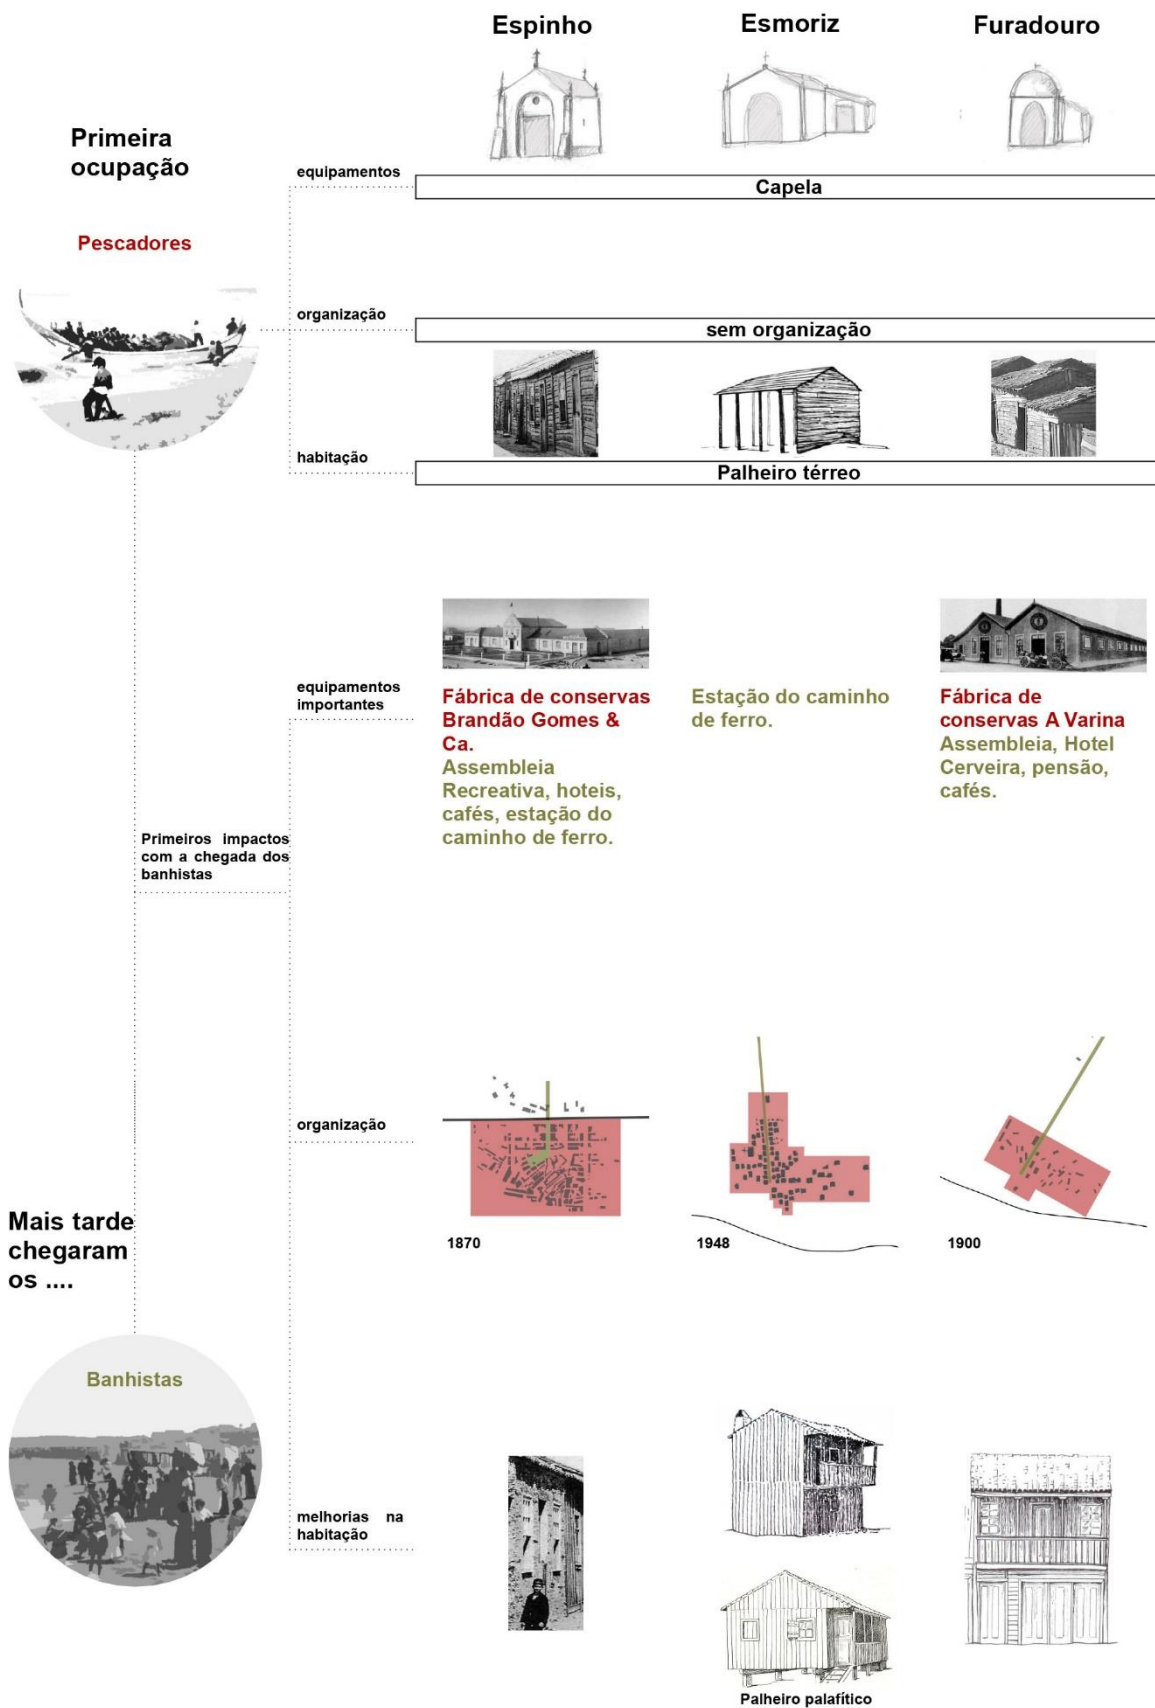 Espinho
Esmoriz
Furadouro
Primeira
ocupação
equipamentos
Capela
Pescadores
organização
sem organização
habitação
Palheiro térreo
equipamentos
importantes
Fábrica de conservas
Brandão Gomes &
Ca.
Assembleia
Recreativa, hoteis,
cafés, estação do
caminho de ferro.
Estação do caminho
de ferro.
Fábrica de
conservas A Varina
Assembleia, Hotel
Cerveira, pensão,
cafés.
Primeiros impactos
com a chegada dos
banhistas
organização
1870
1948
1900
Mais tarde
chegaram
os ....
Banhistas
melhorias na
habitação
Palheiro palafítico